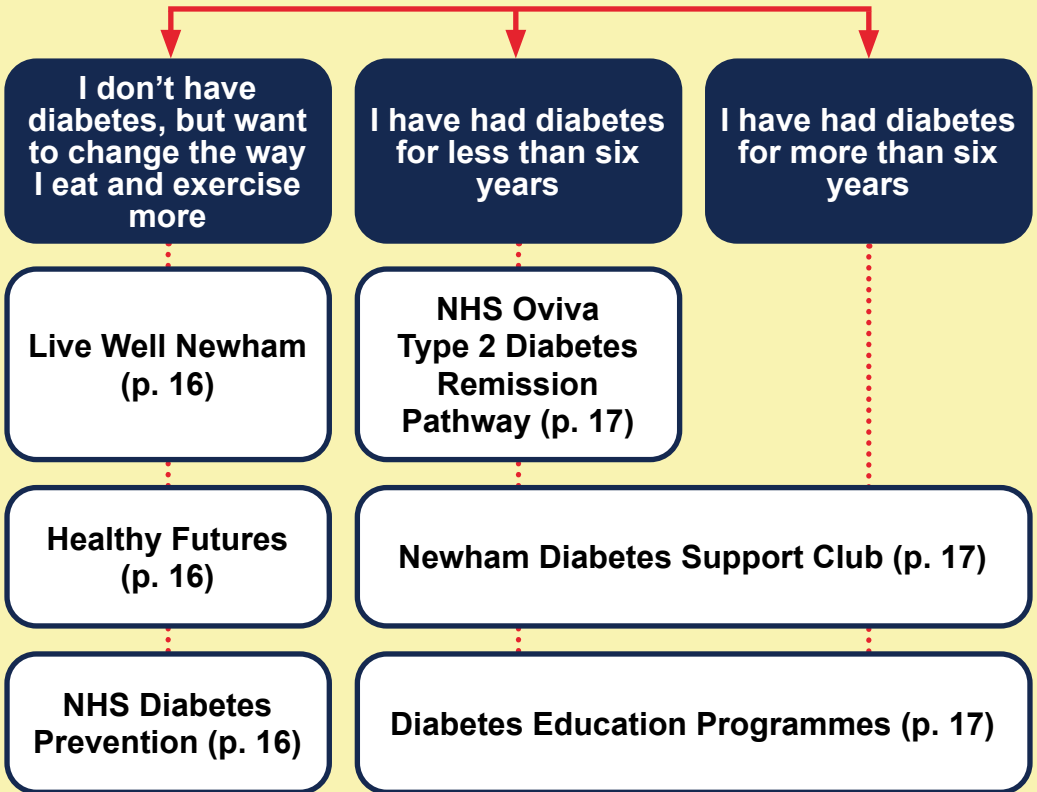 I don’t have
diabetes, but want
to change the way
I eat and exercise
more
I have had diabetes
for less than six
years
I have had diabetes
for more than six
years
Live Well Newham
(p. 16)
NHS Oviva
Type 2 Diabetes
Remission
Pathway (p. 17)
Healthy Futures
(p. 16)
Newham Diabetes Support Club (p. 17)
NHS Diabetes
Prevention (p. 16)
Diabetes Education Programmes (p. 17)